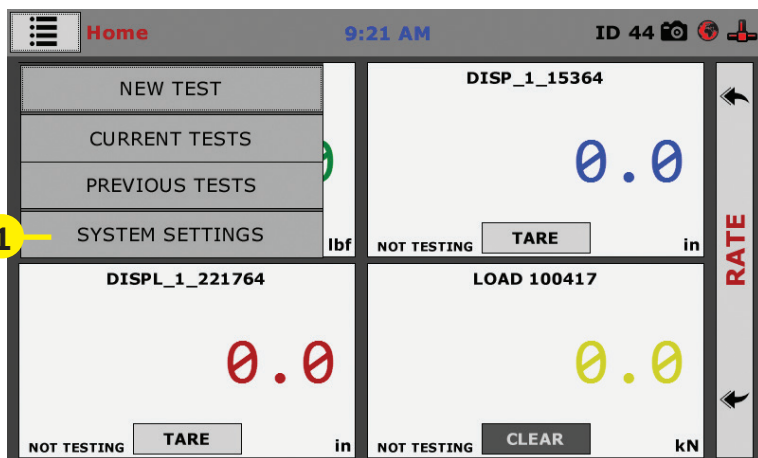 Home 9:21 AM ID 44
NEW TEST
CURRENT TESTS
PREVIOUS TESTS
1 SYSTEM SETTINGS
0 lbf
DISP_1_15364
0.0
NOT TESTING TARE in
DISPL_1_221764
0.0
NOT TESTING TARE in
LOAD 100417
0.0
NOT TESTING CLEAR kN
RATE